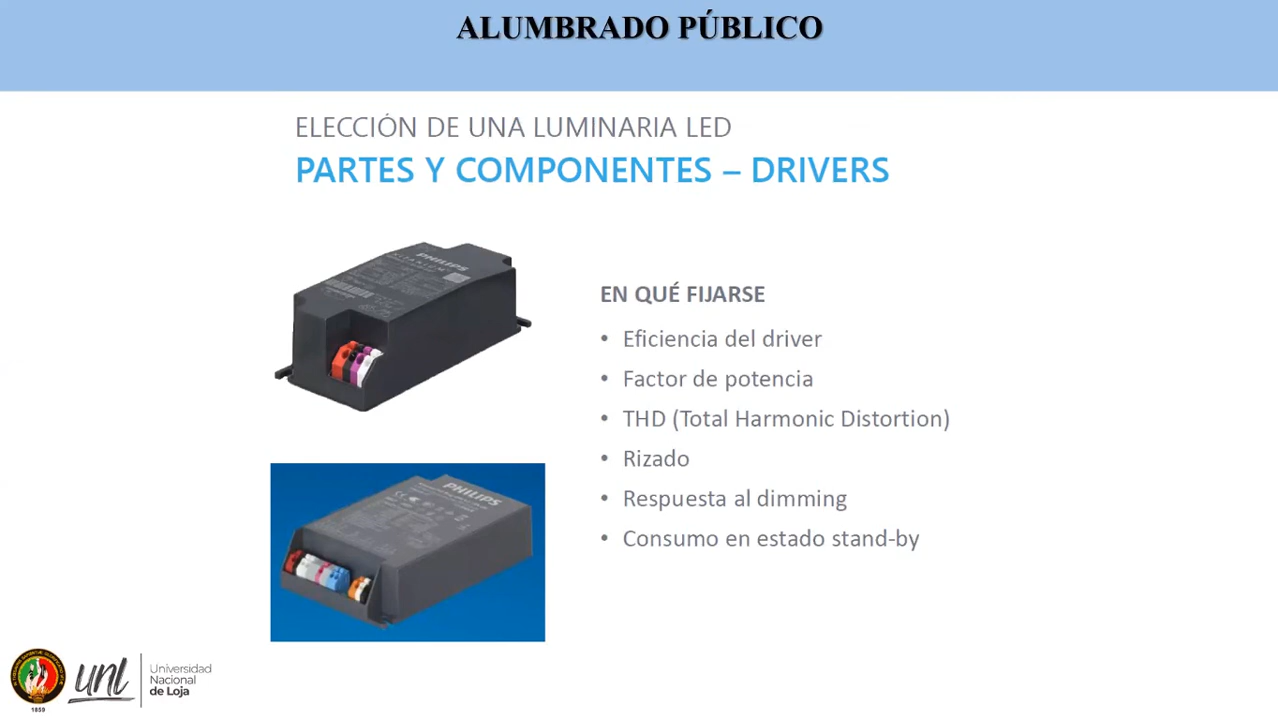 ALUMBRADO PÚBLICO
ELECCIÓN DE UNA LUMINARIA LED
PARTES Y COMPONENTES – DRIVERS
PHILIPS
EN QUÉ FIJARSE
• Eficiencia del driver
• Factor de potencia
• THD (Total Harmonic Distortion)
• Rizado
• Respuesta al dimming
• Consumo en estado stand-by
PHILIPS
unl
Universidad
Nacional
de Loja
1859